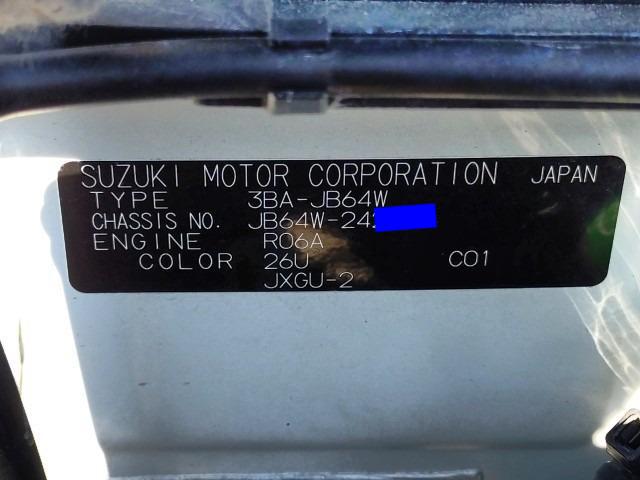 SUZUKI MOTOR CORPORATION JAPAN
TYPE 3BA-JB64W
CHASSIS NO. JB64W-24
ENGINE R06A
COLOR 26U C01
JXGU-2